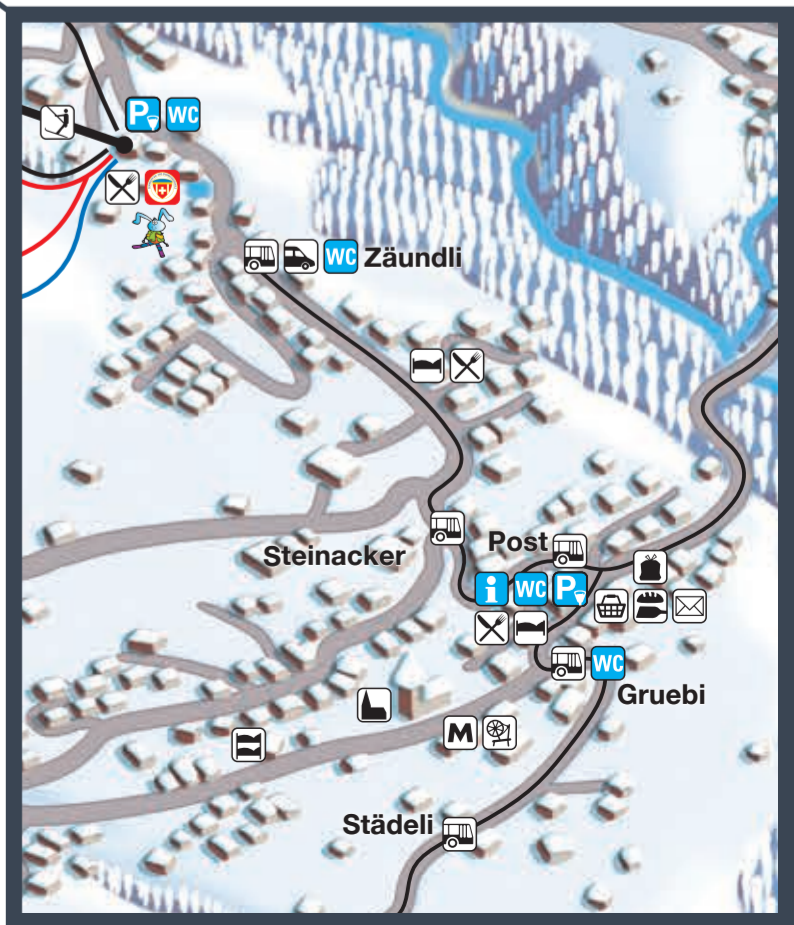 P WC
WC Zäundli
Steinacker
Post
i WC P
WC
Gruebi
M
Städeli